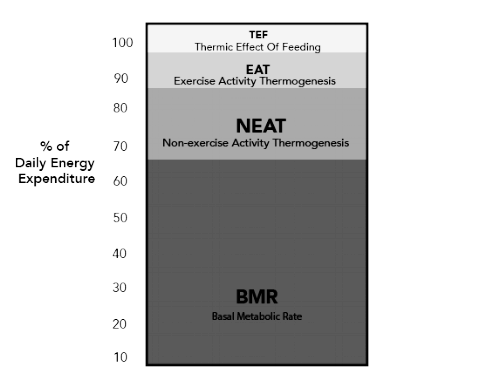 TEF
Thermic Effect Of Feeding
EAT
Exercise Activity Thermogenesis
NEAT
Non-exercise Activity Thermogenesis
BMR
Basal Metabolic Rate
% of
Daily Energy
Expenditure
100
90
80
70
60
50
40
30
20
10